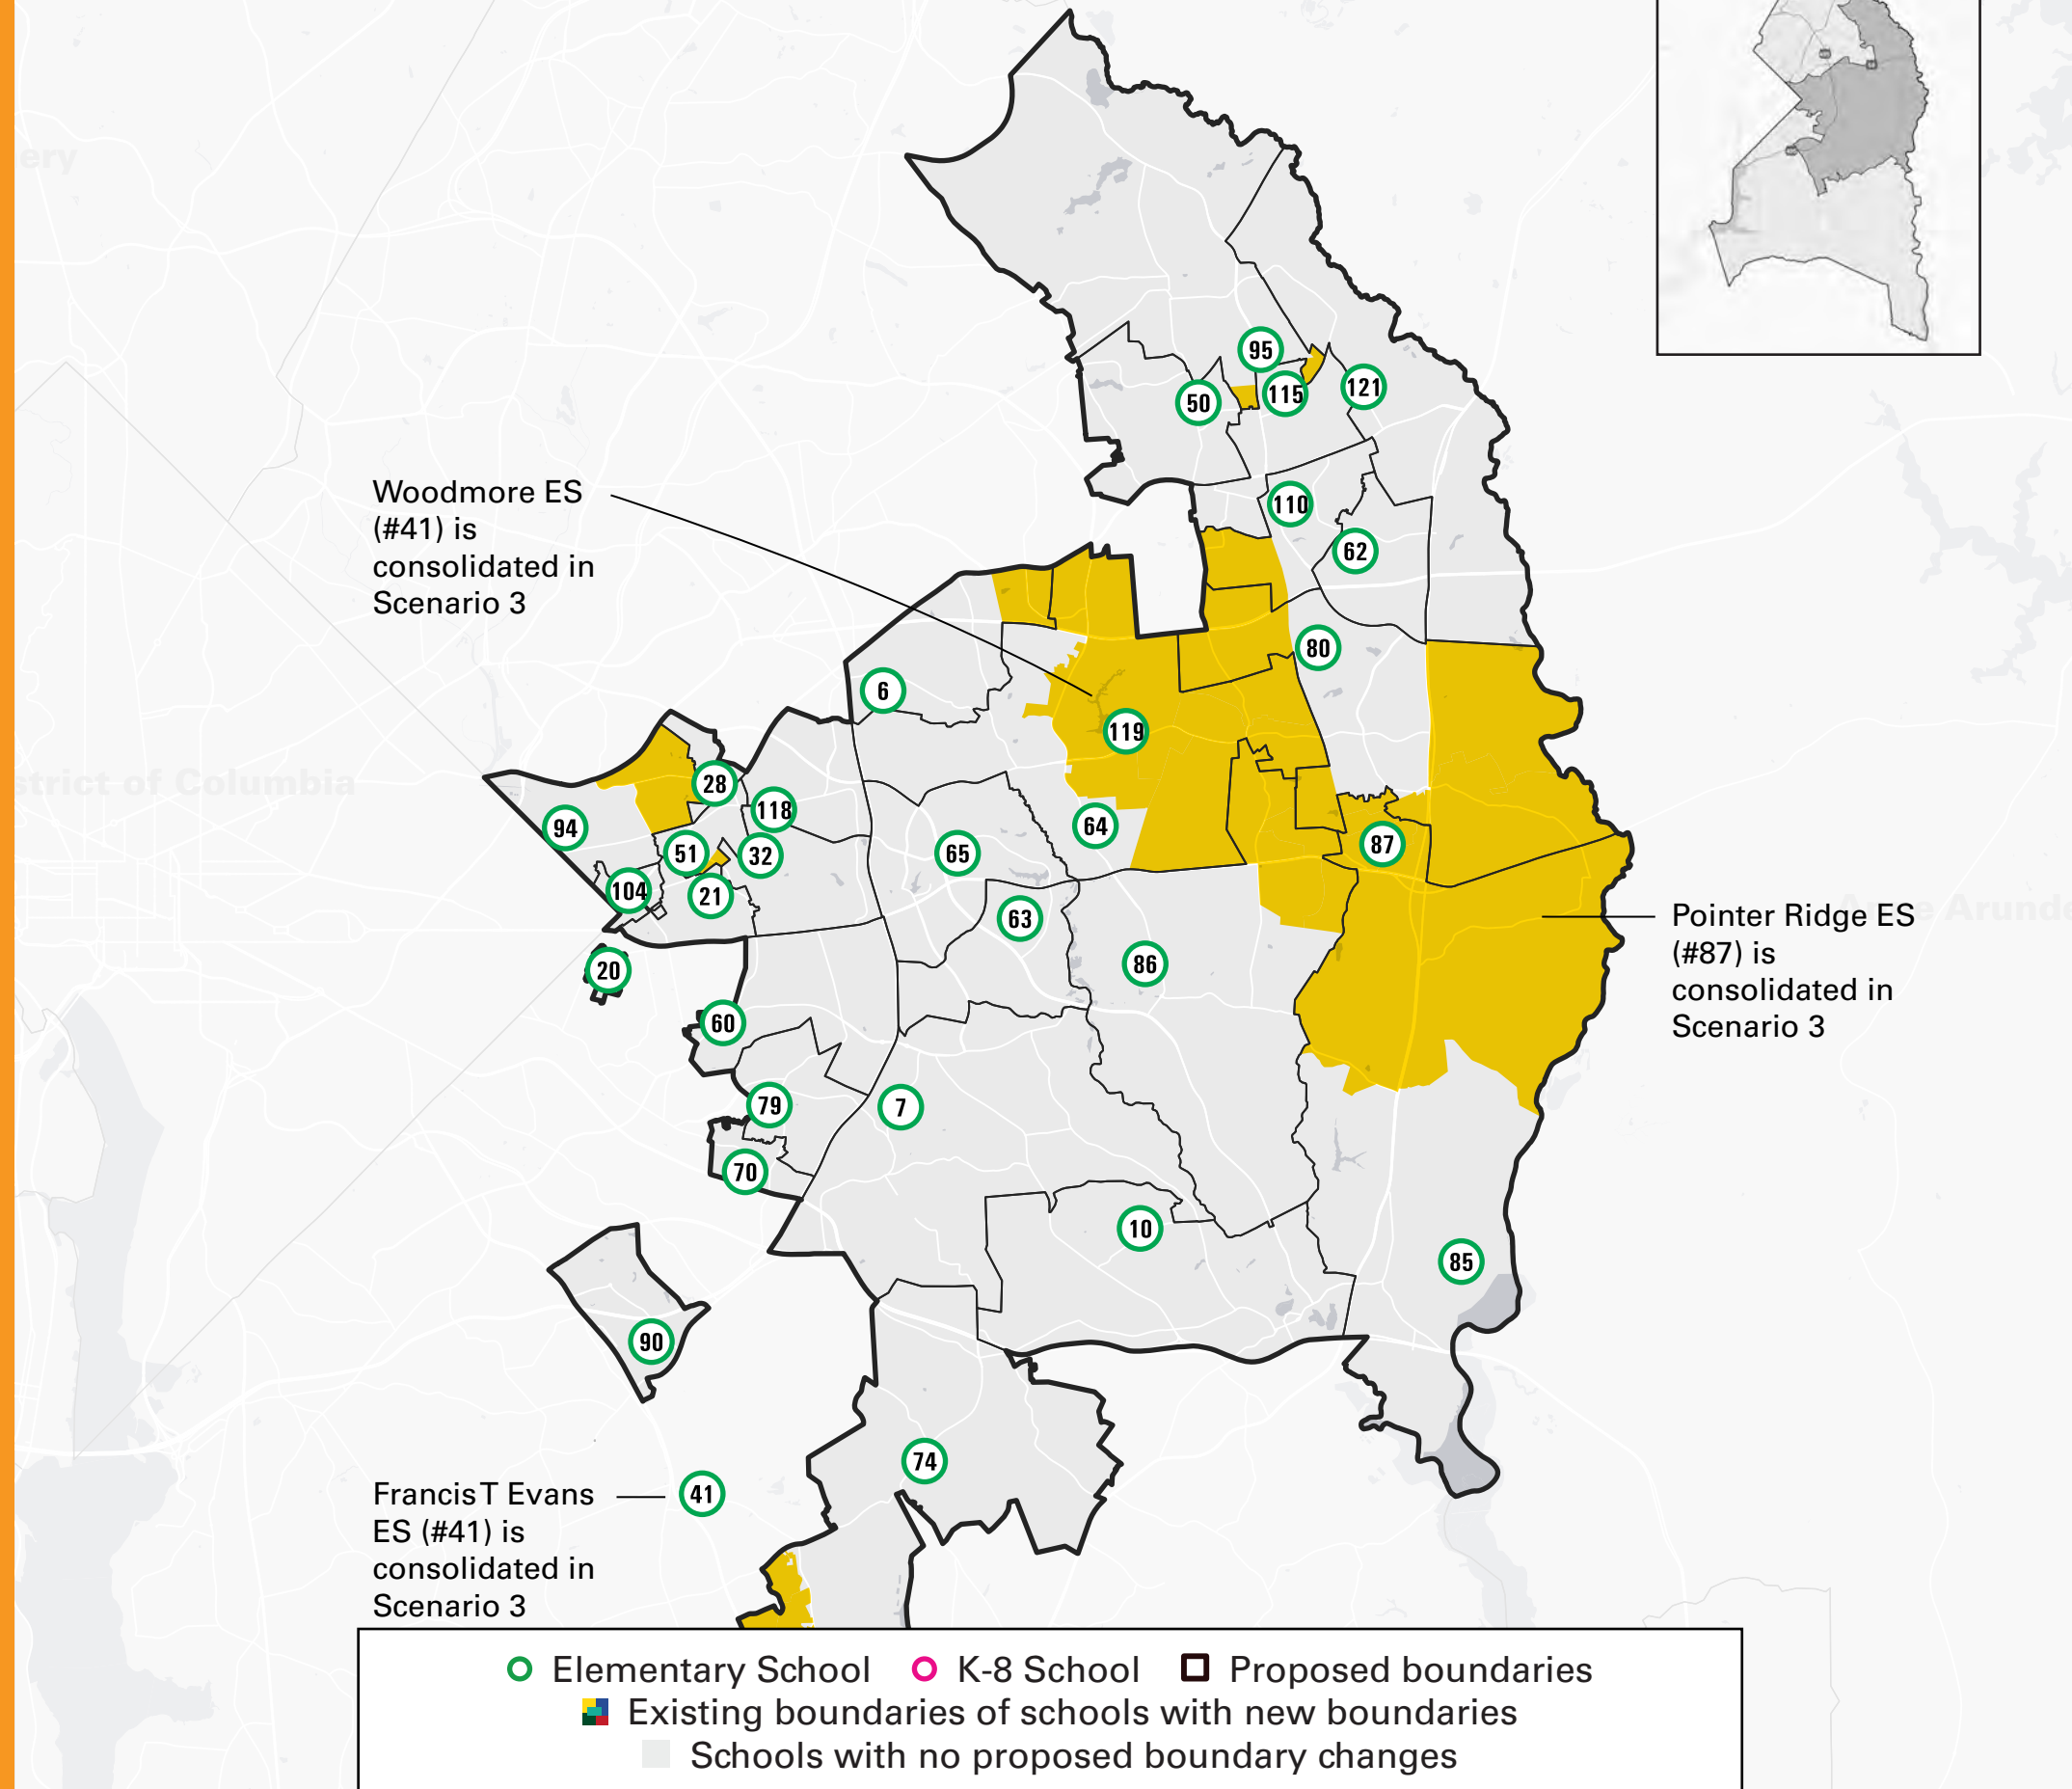 ery
95
50
115
121
Woodmore ES
(#41) is
consolidated in
Scenario 3
110
62
80
6
119
strict of Columbia
28
118
94
64
51
32
65
87
104
21
63
Pointer Ridge ES
(#87) is
consolidated in
Scenario 3
Arunde
20
86
60
79
7
70
10
85
90
74
Francis T Evans
ES (#41) is
consolidated in
Scenario 3
41
Elementary School
K-8 School
Proposed boundaries
Existing boundaries of schools with new boundaries
Schools with no proposed boundary changes